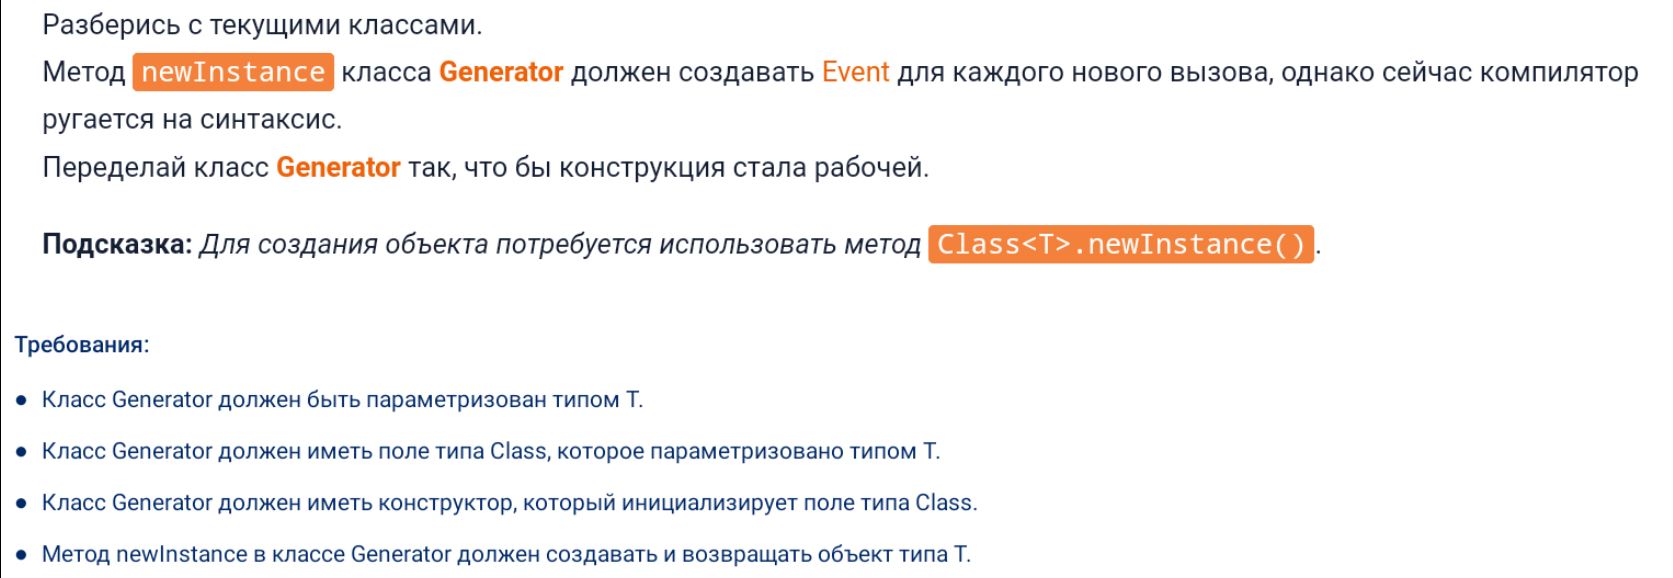 Разберись с текущими классами.
Метод newInstance класса Generator должен создавать Event для каждого нового вызова, однако сейчас компилятор
ругается на синтаксис.
Переделай класс Generator так, что бы конструкция стала рабочей.
Подсказка: Для создания объекта потребуется использовать метод Class<T>.newInstance().
Требования:
● Класс Generator должен быть параметризован типом T.
● Класс Generator должен иметь поле типа Class, которое параметризовано типом T.
● Класс Generator должен иметь конструктор, который инициализирует поле типа Class.
● Метод newInstance в классе Generator должен создавать и возвращать объект типа T.